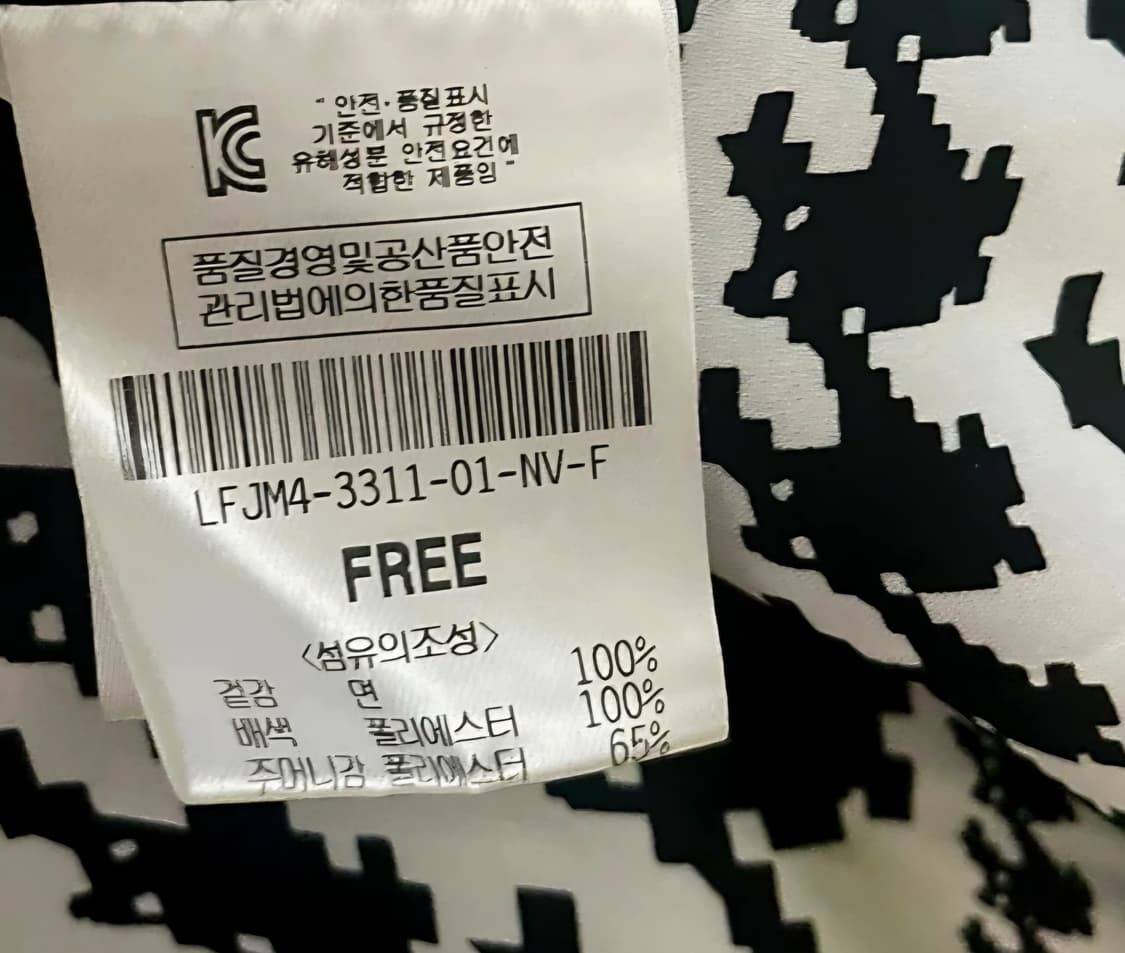 KC
" 안전·품질표시
기준에서 규정한
유해성분 안전요건에
적합한 제품임 "
품질경영및공산품안전
관리법에의한품질표시
LFJM4-3311-01-NV-F
FREE
<섬유의조성>
겉감 면 100%
배색 폴리에스터 100%
주머니감 폴리에스터 65%